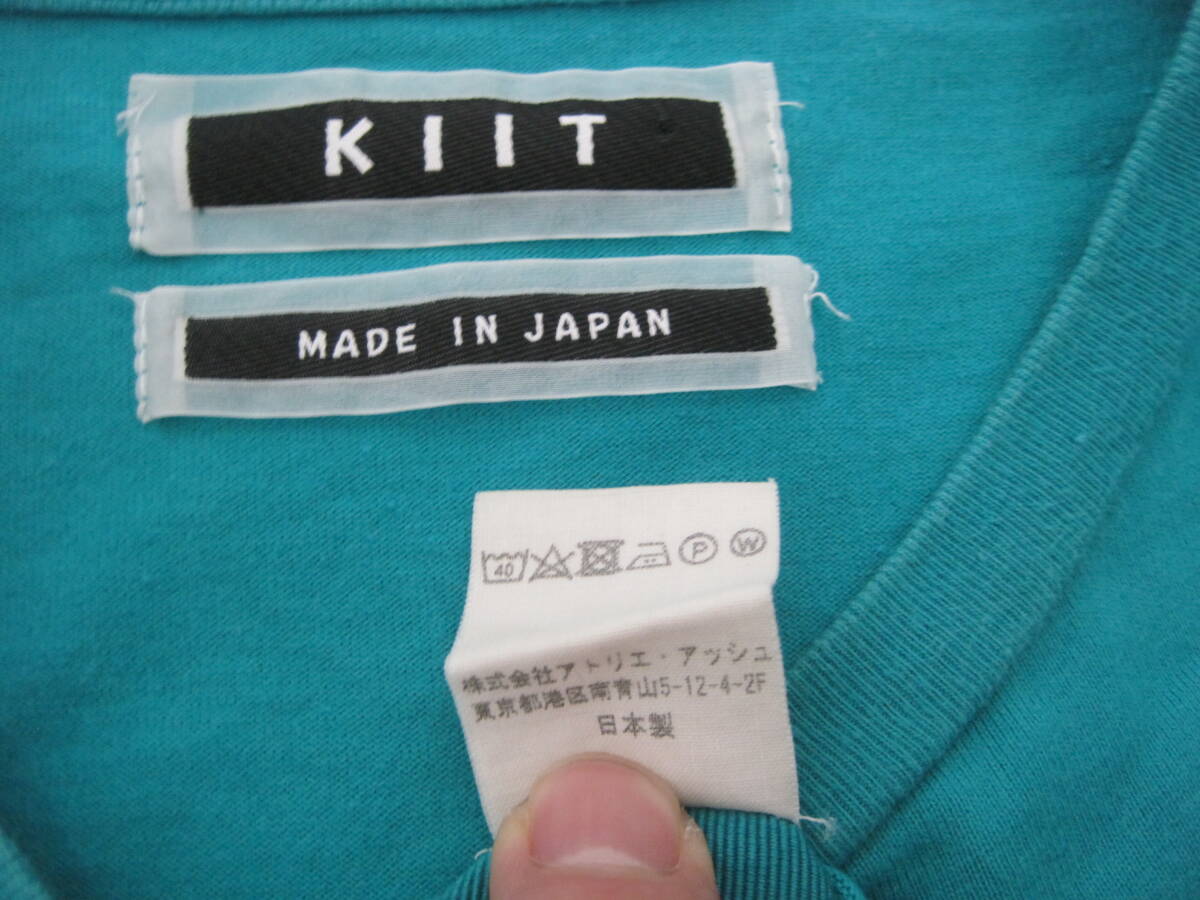 KIIT
MADE IN JAPAN
40 P W
株式会社アトリエ・アッシュ
東京都港区南青山5-12-4-2F
日本製